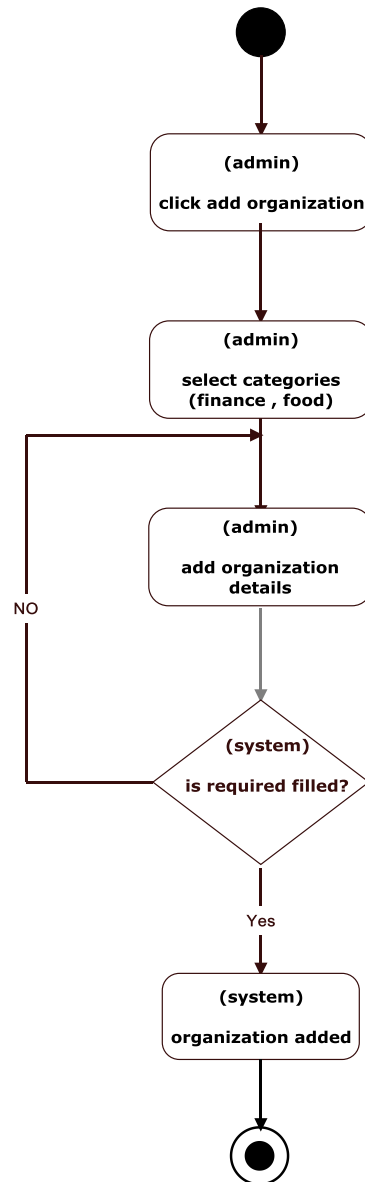 (admin)
click add organization
(admin)
select categories
(finance , food)
(admin)
add organization
details
NO
(system)
is required filled?
Yes
(system)
organization added